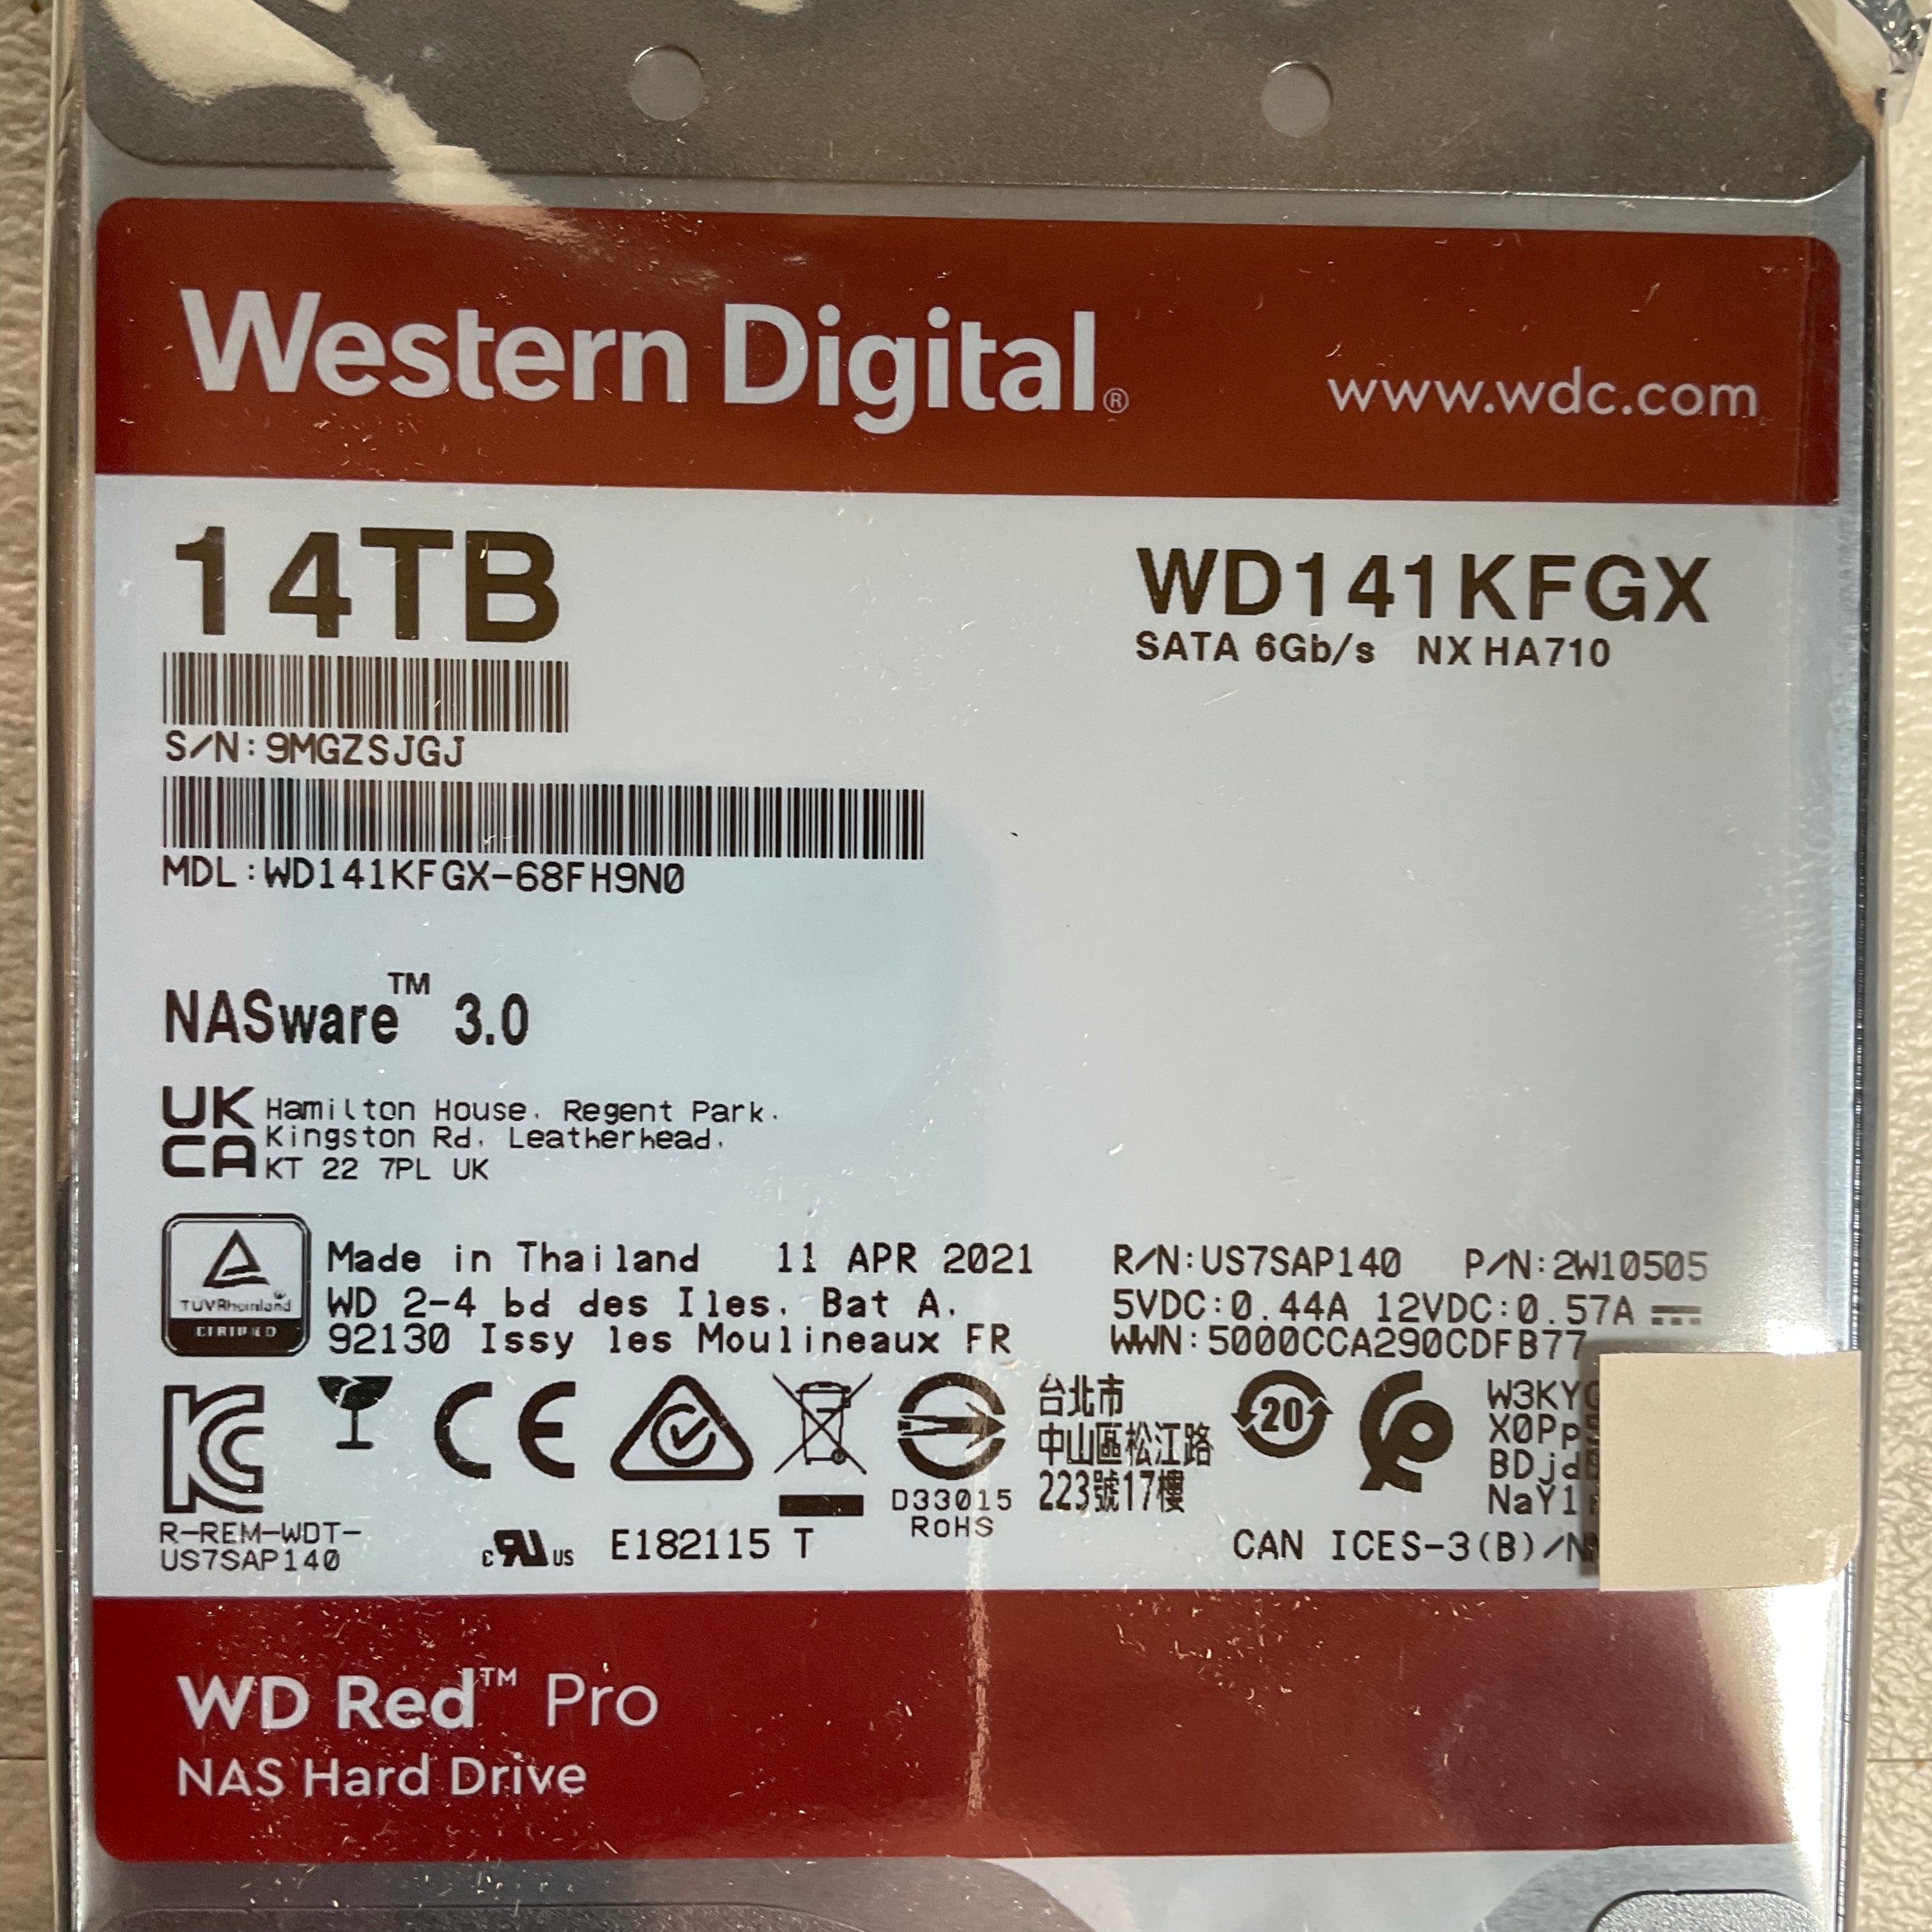 Western Digital®
www.wdc.com
14TB
WD141KFGX
SATA 6Gb/s NX HA710
S/N:9MGZSJGJ
MDL:WD141KFGX-68FH9N0
NASware™ 3.0
UK
CA
Hamilton House, Regent Park,
Kingston Rd, Leatherhead,
KT 22 7PL UK
TÜVRheinland
CERTIFIED
Made in Thailand 11 APR 2021
WD 2-4 bd des Iles, Bat A,
92130 Issy les Moulineaux FR
R/N:US7SAP140 P/N:2W10505
5VDC:0.44A 12VDC:0.57A
WWN:5000CCA290CDFB77
CE
D33015
RoHS
台北市
中山區松江路
223號17樓
20
R-REM-WDT-
US7SAP140
c RU US E182115 T
CAN ICES-3(B)/
WD Red™ Pro
NAS Hard Drive